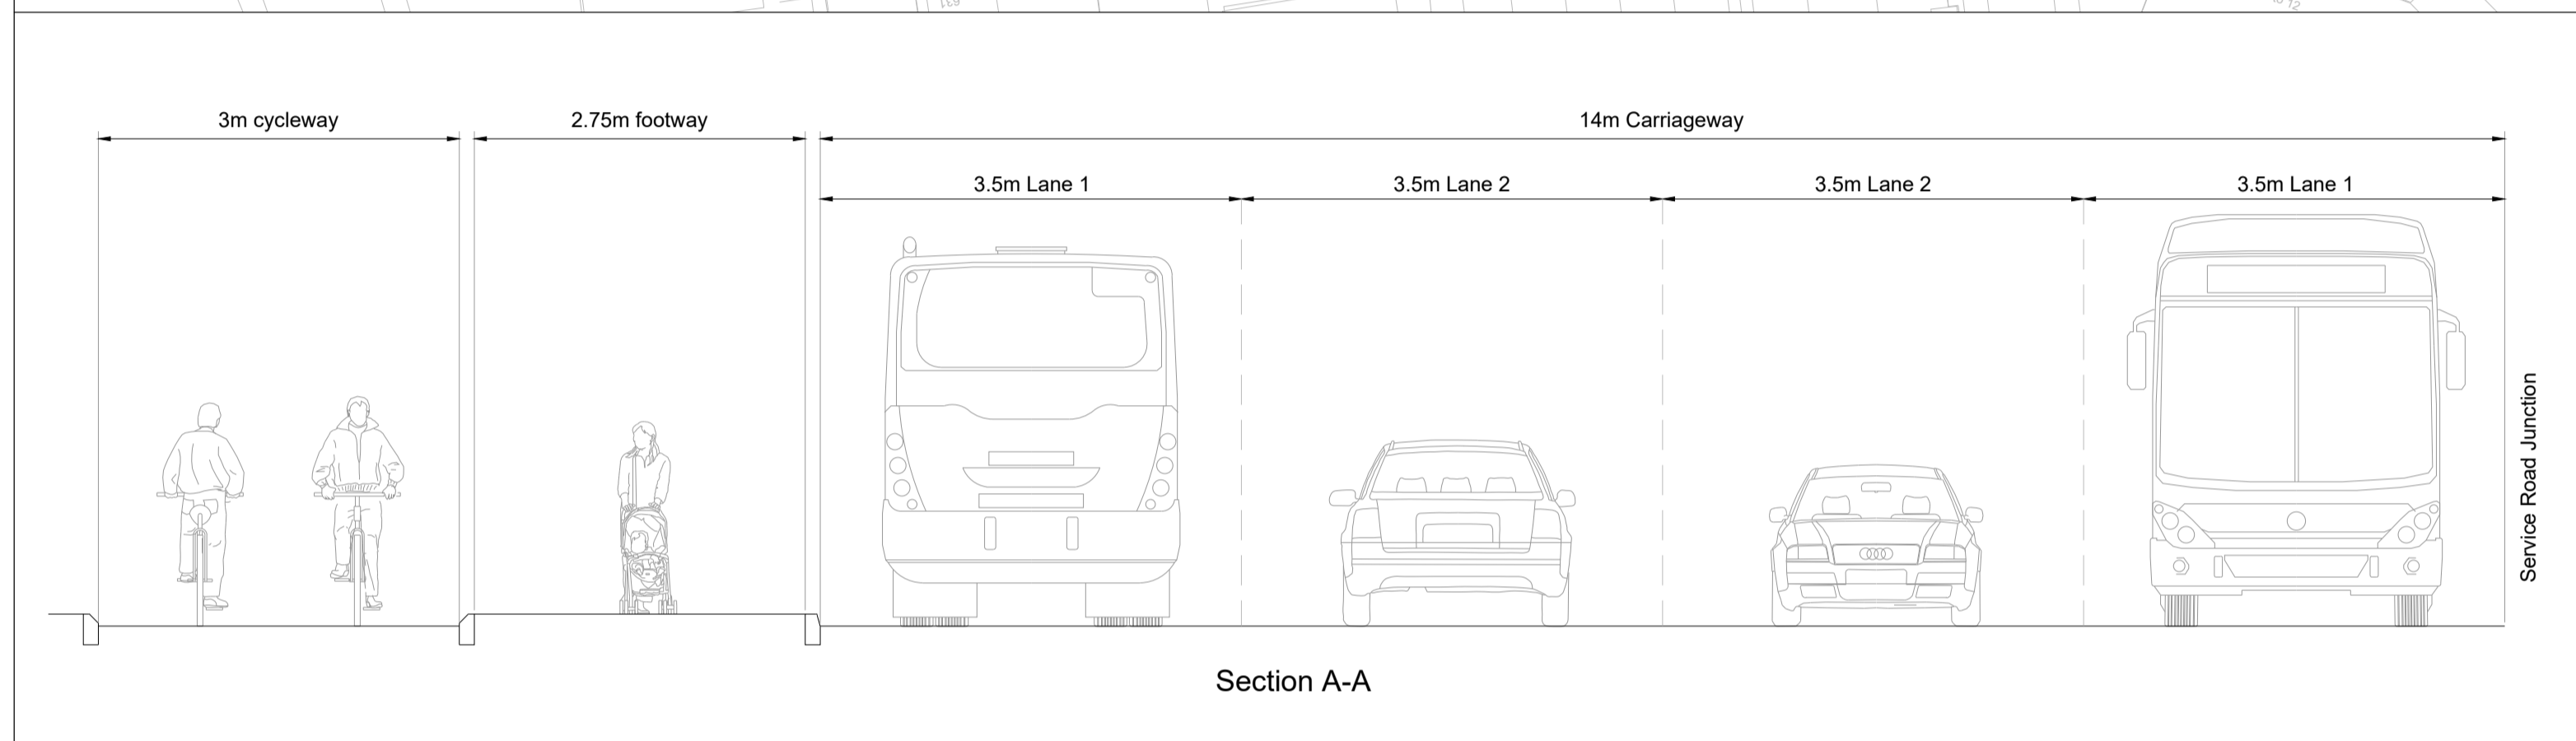 3m cycleway
2.75m footway
14m Carriageway
3.5m Lane 1
3.5m Lane 2
3.5m Lane 2
3.5m Lane 1
Service Road Junction
Section A-A